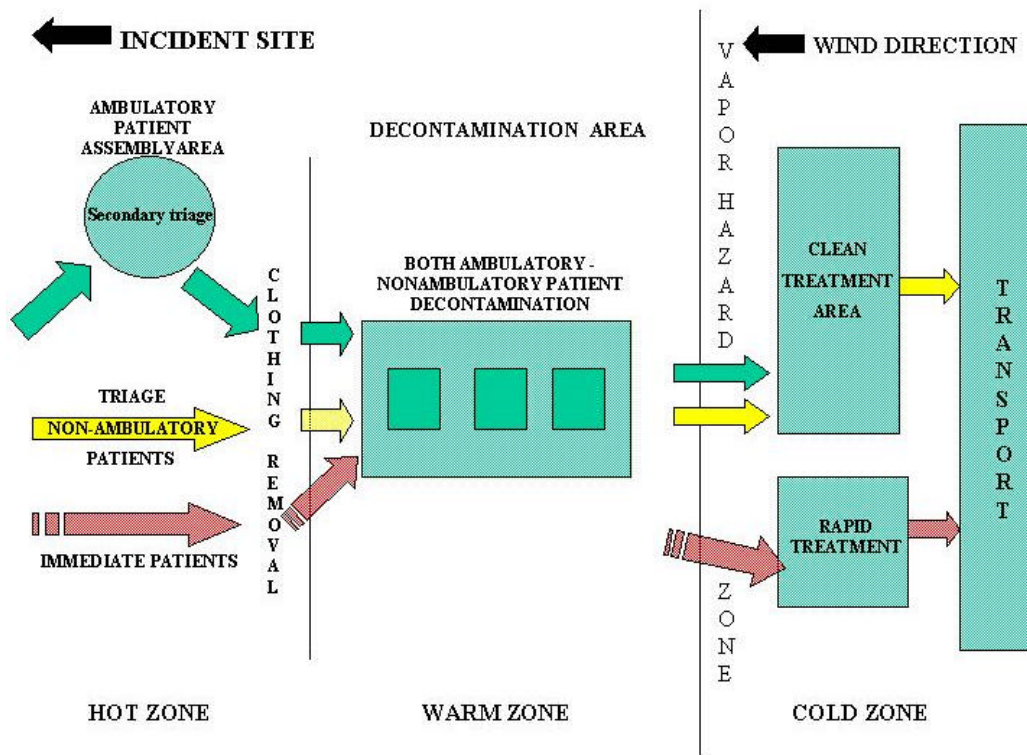 INCIDENT SITE
WIND DIRECTION
AMBULATORY
PATIENT
ASSEMBLY AREA
Secondary triage
DECONTAMINATION AREA
VAPOR HAZARD ZONE
CLOTHING REMOVAL
BOTH AMBULATORY -
NONAMBULATORY PATIENT
DECONTAMINATION
TRIAGE
NON-AMBULATORY
PATIENTS
IMMEDIATE PATIENTS
CLEAN
TREATMENT
AREA
RAPID
TREATMENT
TRANSPORT
HOT ZONE
WARM ZONE
COLD ZONE